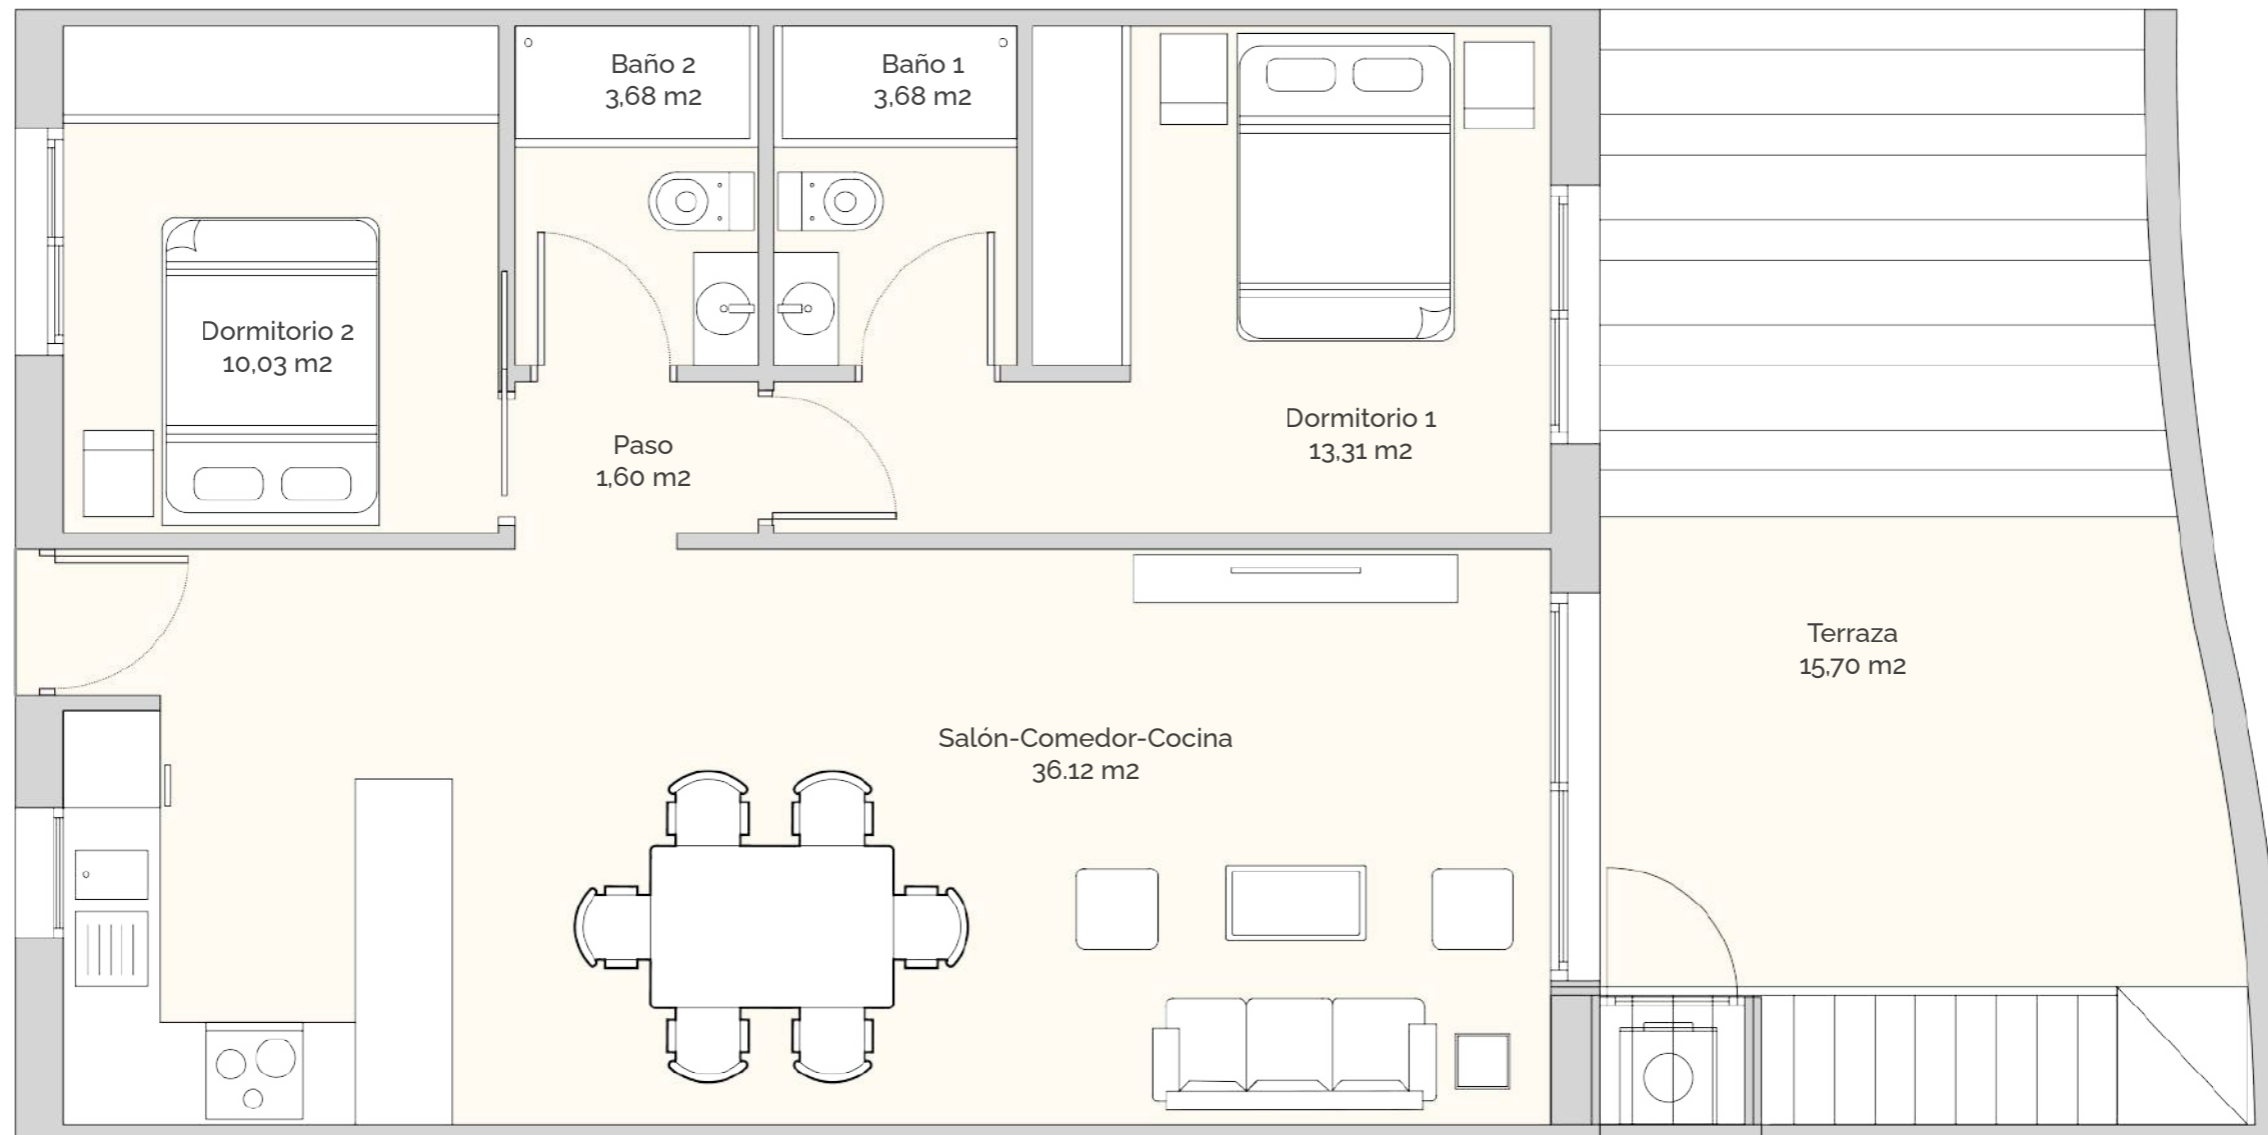 Baño 2
3,68 m2
Baño 1
3,68 m2
Dormitorio 2
10,03 m2
Paso
1,60 m2
Dormitorio 1
13,31 m2
Terraza
15,70 m2
Salón-Comedor-Cocina
36.12 m2